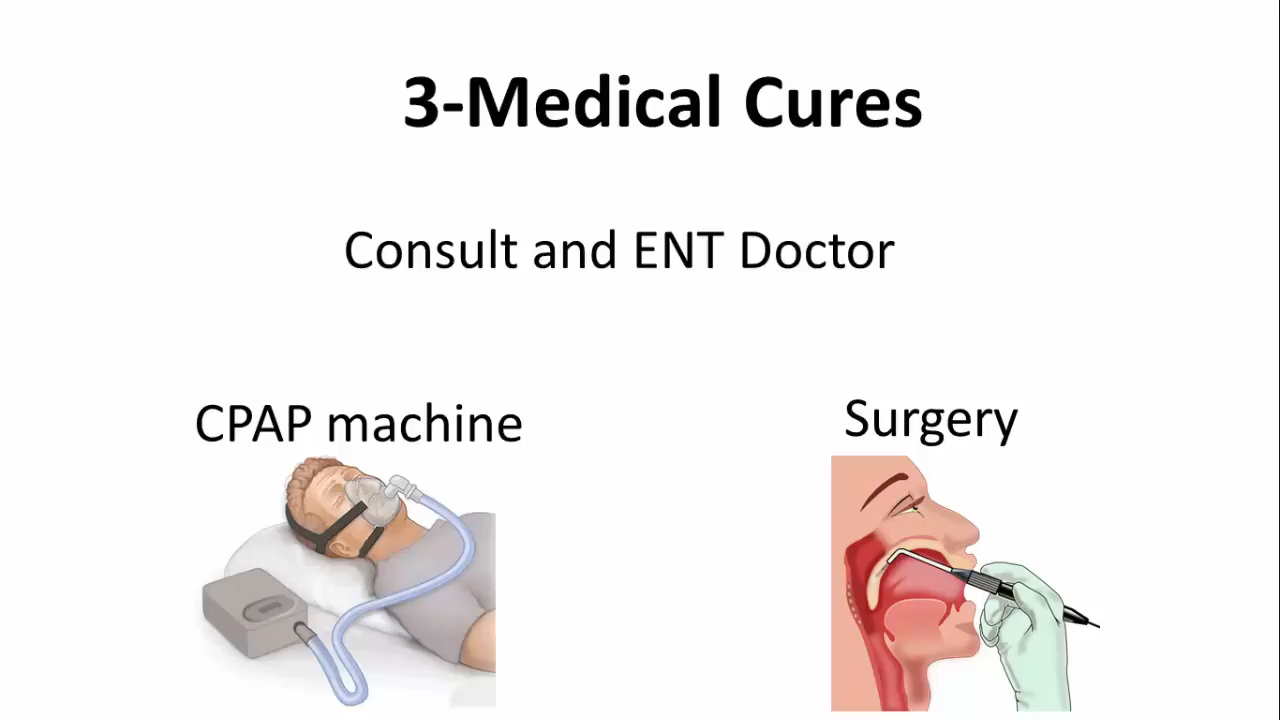 3-Medical Cures
Consult and ENT Doctor
CPAP machine
Surgery